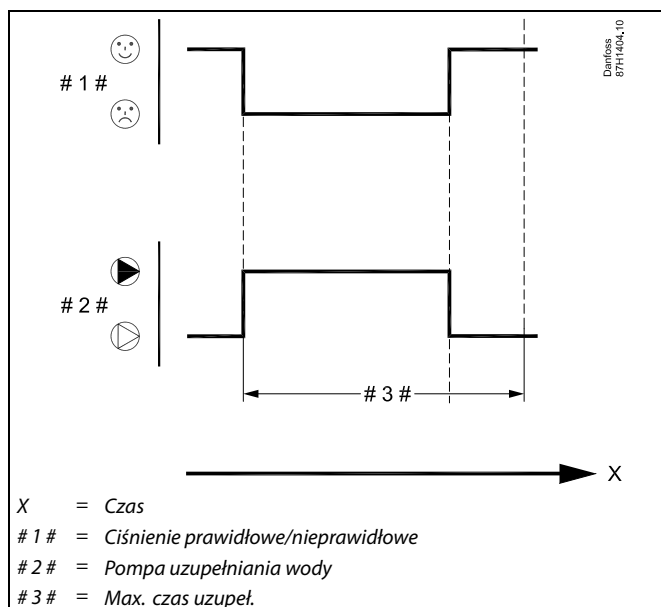 Danfoss
87H1404.10
# 1 #
# 2 #
# 3 #
X
X = Czas
# 1 # = Ciśnienie prawidłowe/nieprawidłowe
# 2 # = Pompa uzupełniania wody
# 3 # = Max. czas uzupeł.